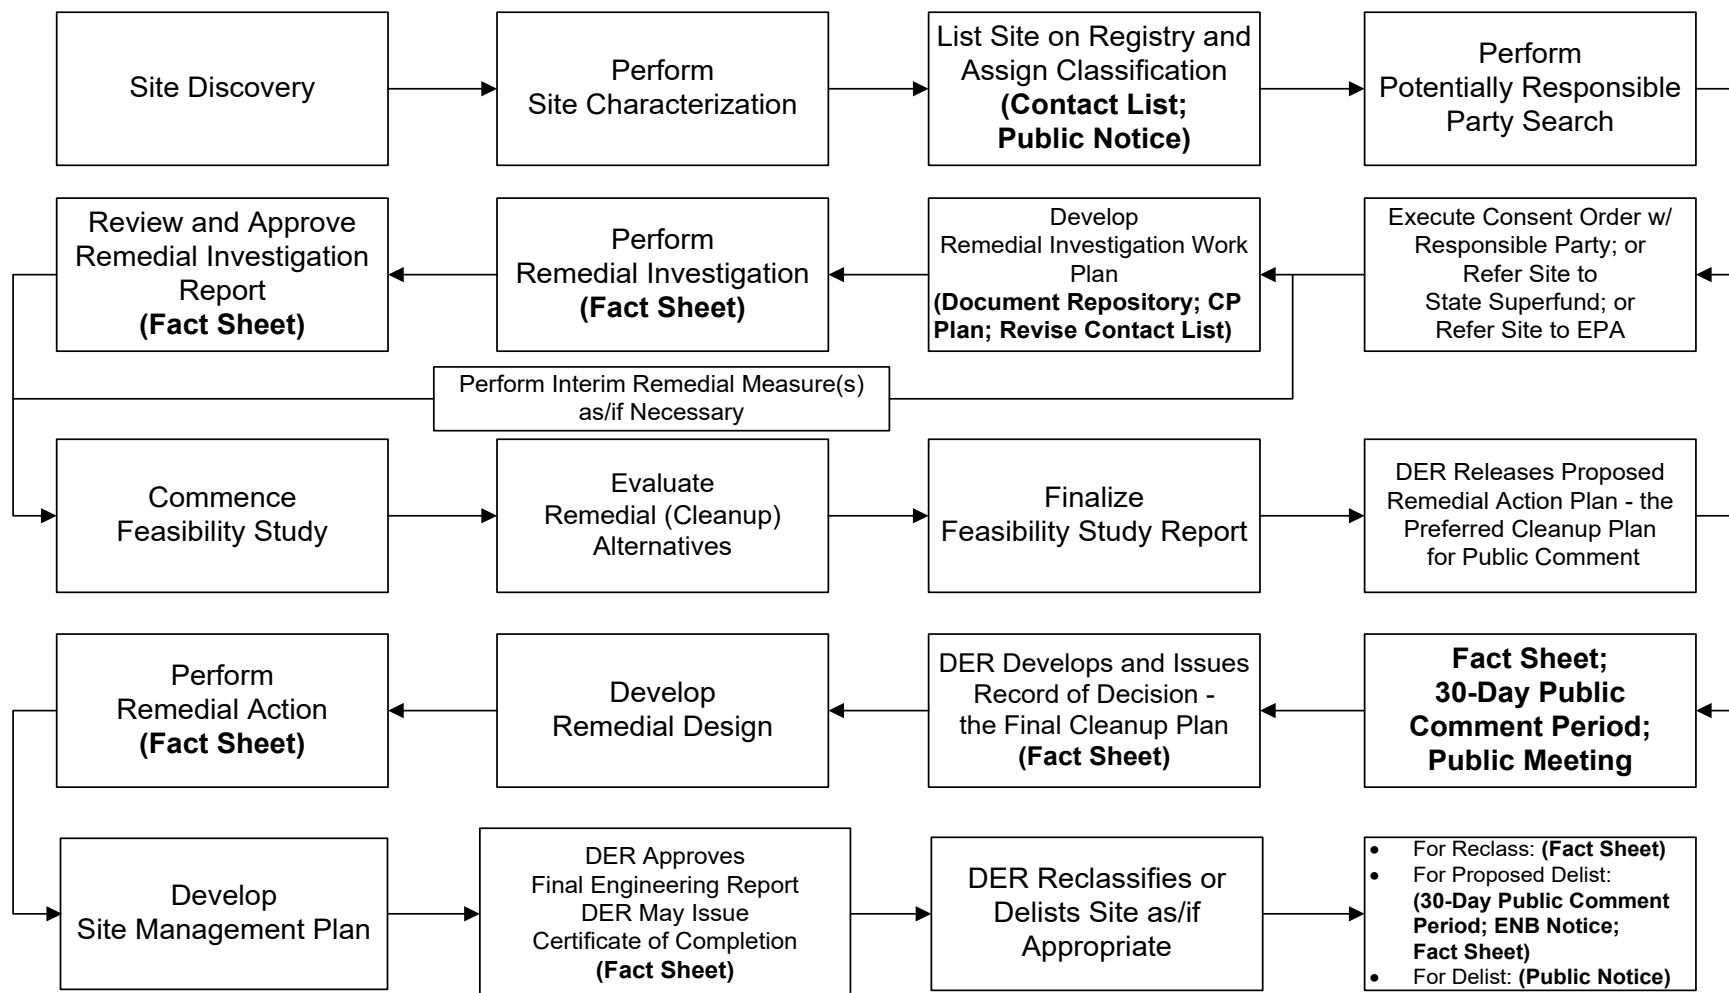 Site Discovery
Perform
Site Characterization
List Site on Registry and
Assign Classification
(Contact List;
Public Notice)
Perform
Potentially Responsible
Party Search
Review and Approve
Remedial Investigation
Report
(Fact Sheet)
Perform
Remedial Investigation
(Fact Sheet)
Develop
Remedial Investigation Work
Plan
(Document Repository; CP
Plan; Revise Contact List)
Execute Consent Order w/
Responsible Party; or
Refer Site to
State Superfund; or
Refer Site to EPA
Perform Interim Remedial Measure(s)
as/if Necessary
Commence
Feasibility Study
Evaluate
Remedial (Cleanup)
Alternatives
Finalize
Feasibility Study Report
DER Releases Proposed
Remedial Action Plan - the
Preferred Cleanup Plan
for Public Comment
Perform
Remedial Action
(Fact Sheet)
Develop
Remedial Design
DER Develops and Issues
Record of Decision -
the Final Cleanup Plan
(Fact Sheet)
Fact Sheet;
30-Day Public
Comment Period;
Public Meeting
Develop
Site Management Plan
DER Approves
Final Engineering Report
DER May Issue
Certificate of Completion
(Fact Sheet)
DER Reclassifies or
Delists Site as/if
Appropriate
• For Reclass: (Fact Sheet)
• For Proposed Delist:
(30-Day Public Comment
Period; ENB Notice;
Fact Sheet)
• For Delist: (Public Notice)